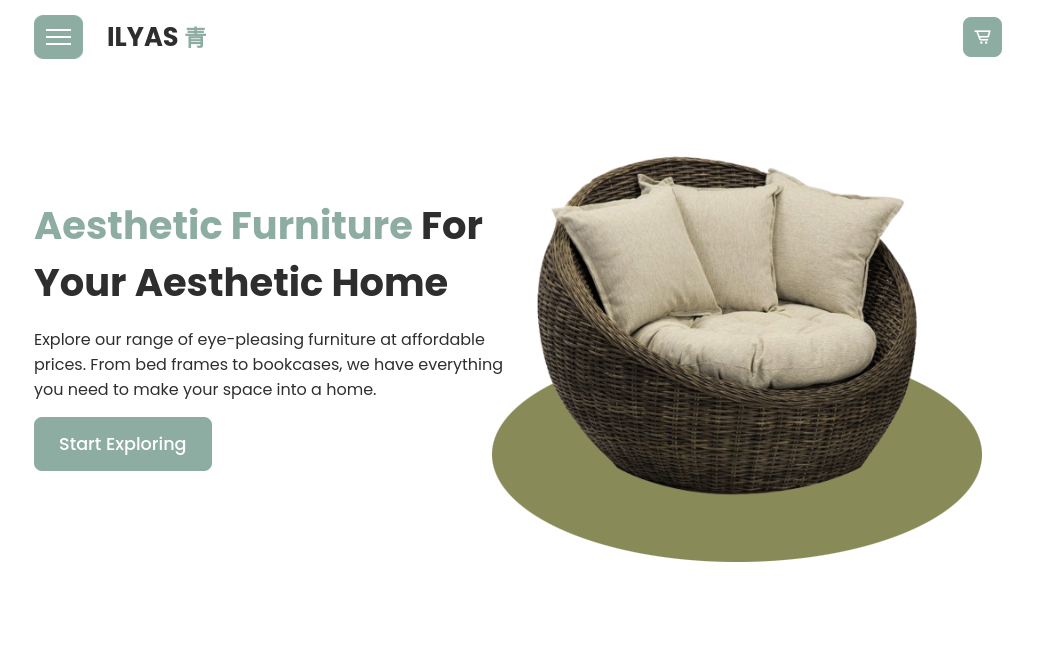 ILYAS 青
Aesthetic Furniture For
Your Aesthetic Home
Explore our range of eye-pleasing furniture at affordable
prices. From bed frames to bookcases, we have everything
you need to make your space into a home.
Start Exploring